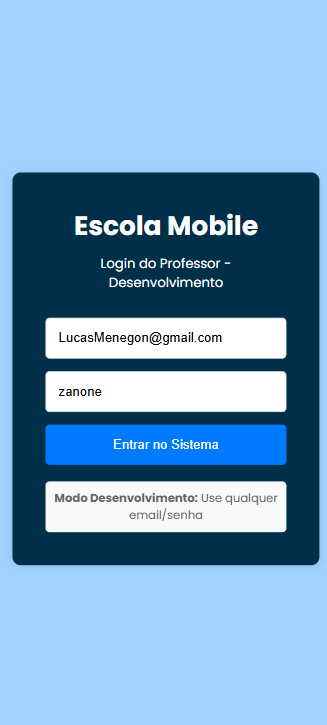 Escola Mobile
Login do Professor -
Desenvolvimento
LucasMenegon@gmail.com
zanone
Entrar no Sistema
Modo Desenvolvimento: Use qualquer
email/senha